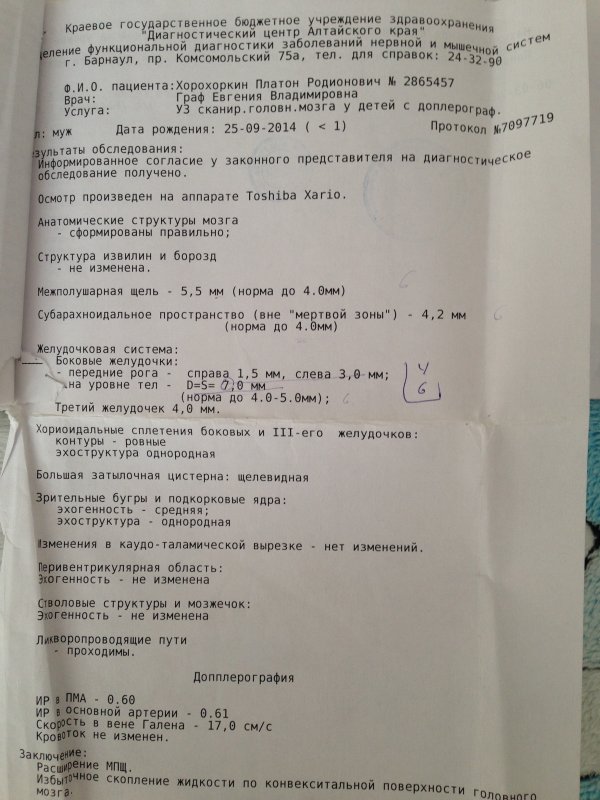 Краевое государственное бюджетное учреждение здравоохранения
"Диагностический центр Алтайского края"
еление функциональной диагностики заболеваний нервной и мышечной систем
г. Барнаул, пр. Комсомольский 75а, тел. для справок: 24-32-90
Ф.И.О. пациента:Хорохоркин Платон Родионович № 2865457
Врач: Граф Евгения Владимировна
Услуга: УЗ сканир.головн.мозга у детей с доплерограф.
л: муж Дата рождения: 25-09-2014 ( < 1) Протокол №7097719
зультаты обследования:
Информированное согласие у законного представителя на диагностическое
обследование получено.
Осмотр произведен на аппарате Toshiba Xario.
Анатомические структуры мозга
- сформированы правильно;
Структура извилин и борозд
- не изменена.
Межполушарная щель - 5,5 мм (норма до 4.0мм) 6
Субарахноидальное пространство (вне "мертвой зоны") - 4,2 мм 6
(норма до 4.0мм)
Желудочковая система:
Боковые желудочки:
- передние рога - справа 1,5 мм, слева 3,0 мм; 4
на уровне тел - D=S= 7,0 мм 6
(норма до 4.0-5.0мм); 6
Третий желудочек 4,0 мм.
Хориоидальные сплетения боковых и III-его желудочков:
контуры - ровные
эхоструктура однородная
Большая затылочная цистерна: щелевидная
Зрительные бугры и подкорковые ядра:
эхогенность - средняя;
эхоструктура - однородная
Изменения в каудо-таламической вырезке - нет изменений.
Перивентрикулярная область:
Эхогенность - не изменена
Стволовые структуры и мозжечок:
Эхогенность - не изменена
Ликворопроводящие пути
- проходимы.
Допплерография
ИР в ПМА - 0.60
ИР в основной артерии - 0.61
Скорость в вене Галена - 17,0 см/с
Кровоток не изменен.
Заключение:
Расширение МПЩ.
Избыточное скопление жидкости по конвекситальной поверхности головного
мозга.